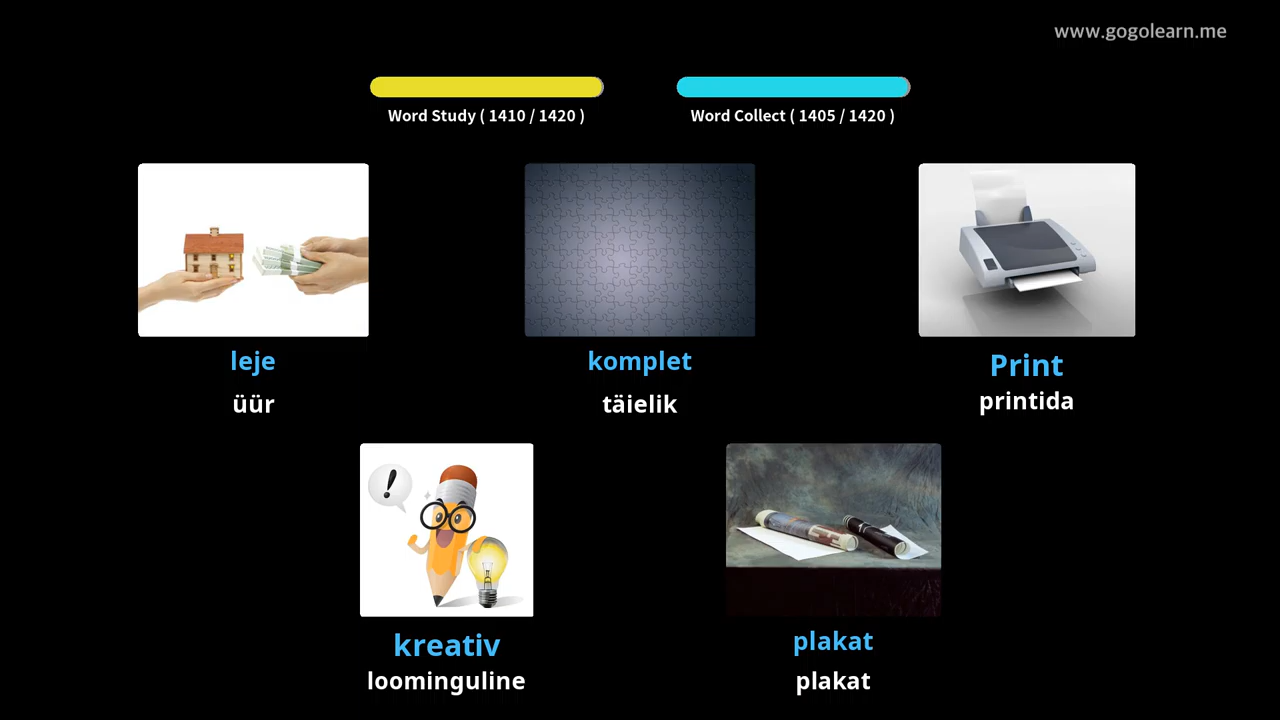 www.gogolearn.me
Word Study ( 1410 / 1420 )
Word Collect ( 1405 / 1420 )
leje
komplet
Print
üür
täielik
printida
!
kreativ
plakat
loominguline
plakat